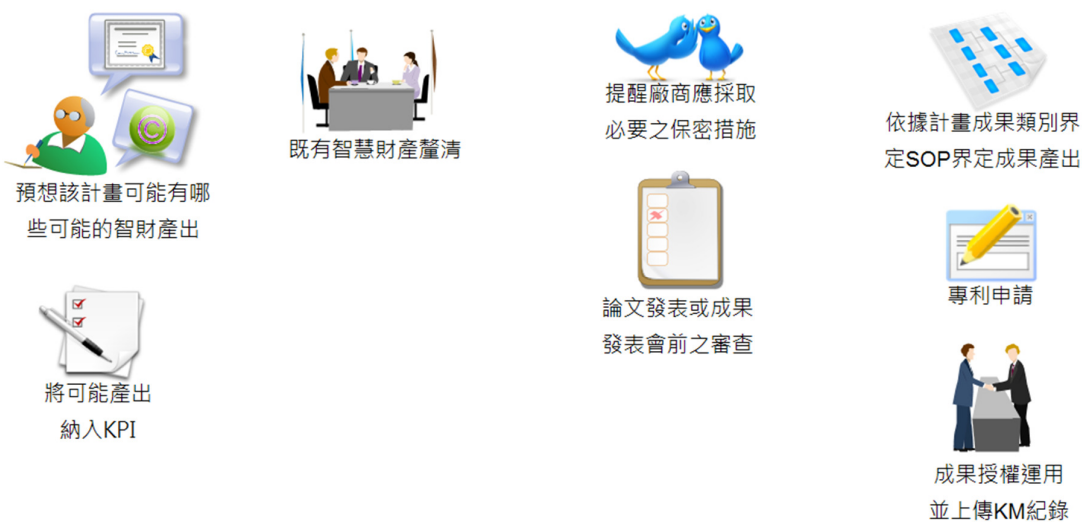 預想該計畫可能有哪
些可能的智財產出
將可能產出
納入KPI
既有智慧財產釐清
提醒廠商應採取
必要之保密措施
論文發表或成果
發表會前之審查
依據計畫成果類別界
定SOP界定成果產出
專利申請
成果授權運用
並上傳KM紀錄